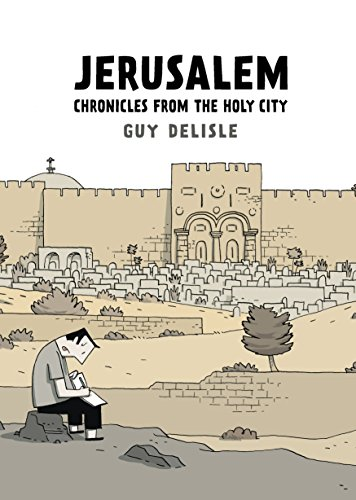 JERUSALEM
CHRONICLES FROM THE HOLY CITY
GUY DELISLE